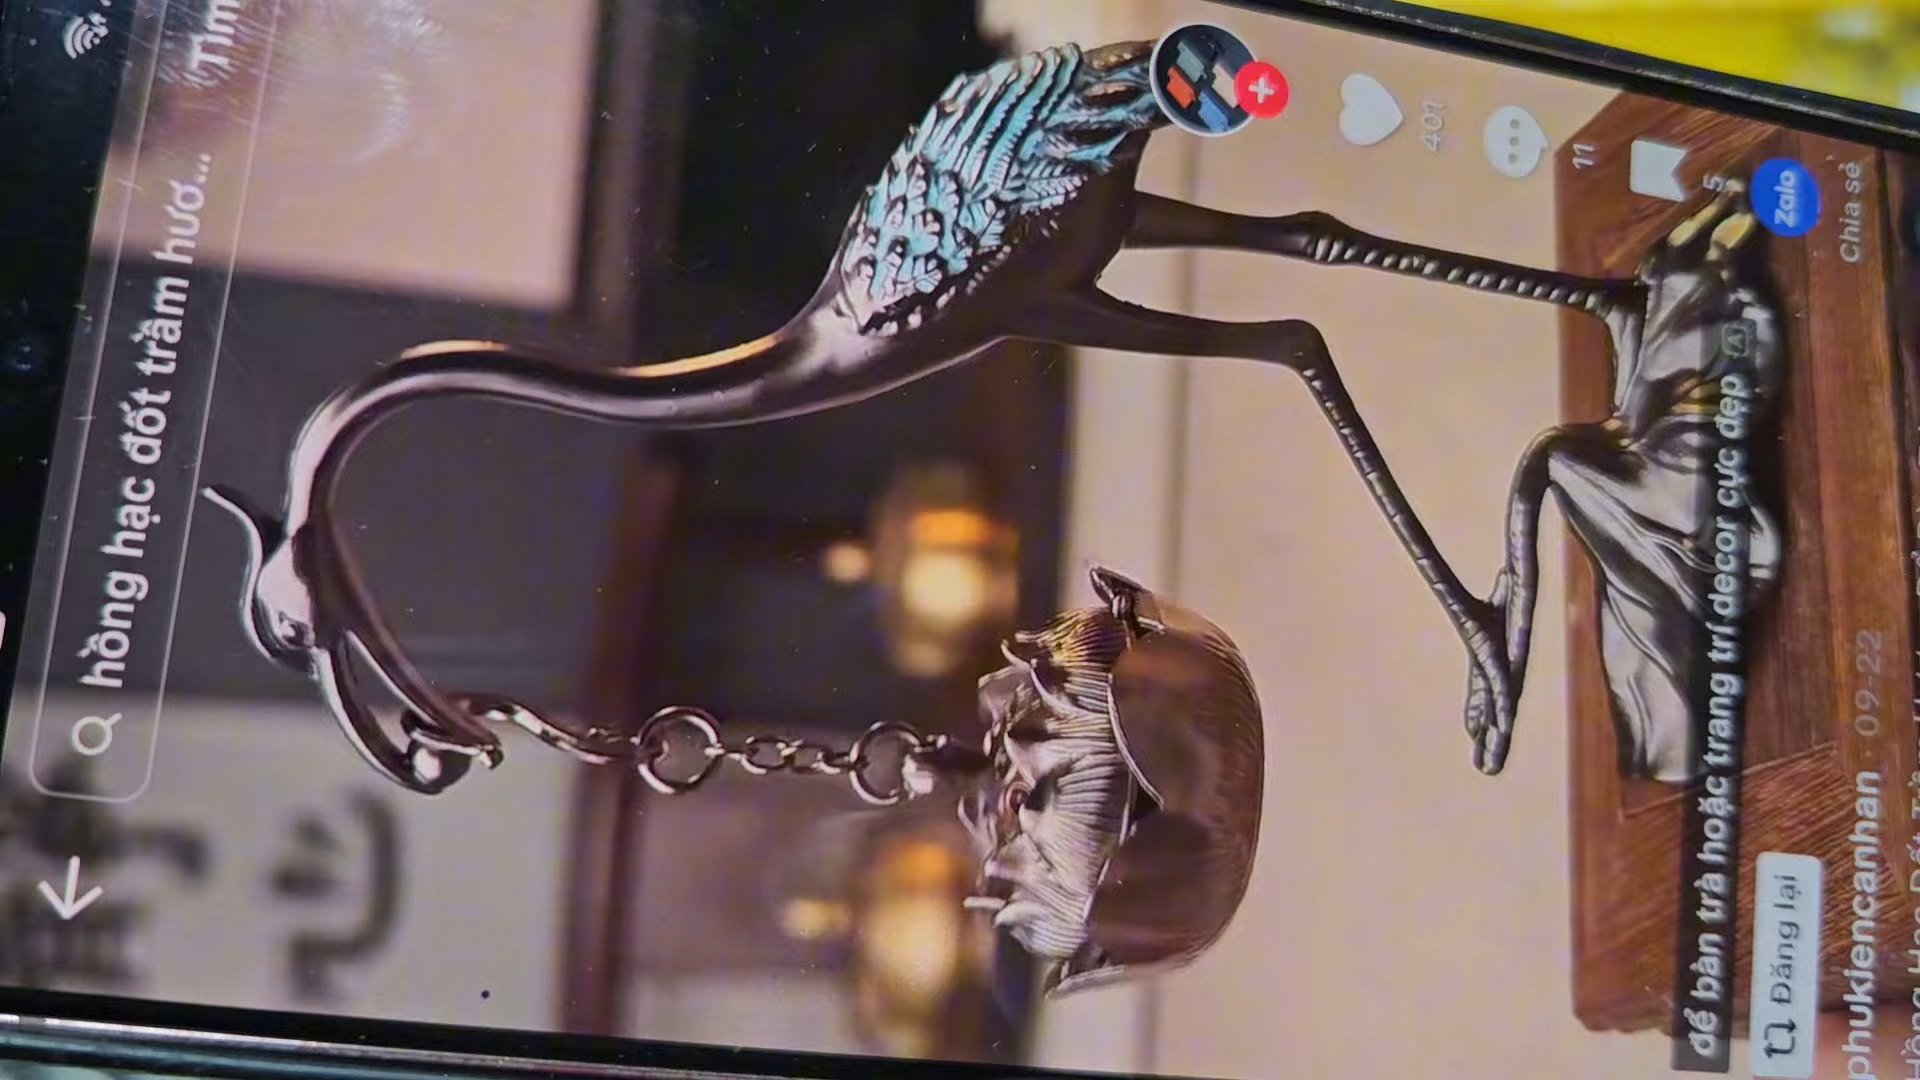 hồng hạc đốt trầm hươ...
Tìm
401
11
5
Zalo
Chia sẻ
để bàn trà hoặc trang trí decor cực đẹp
Đăng lại
phukiencanhan · 09-22